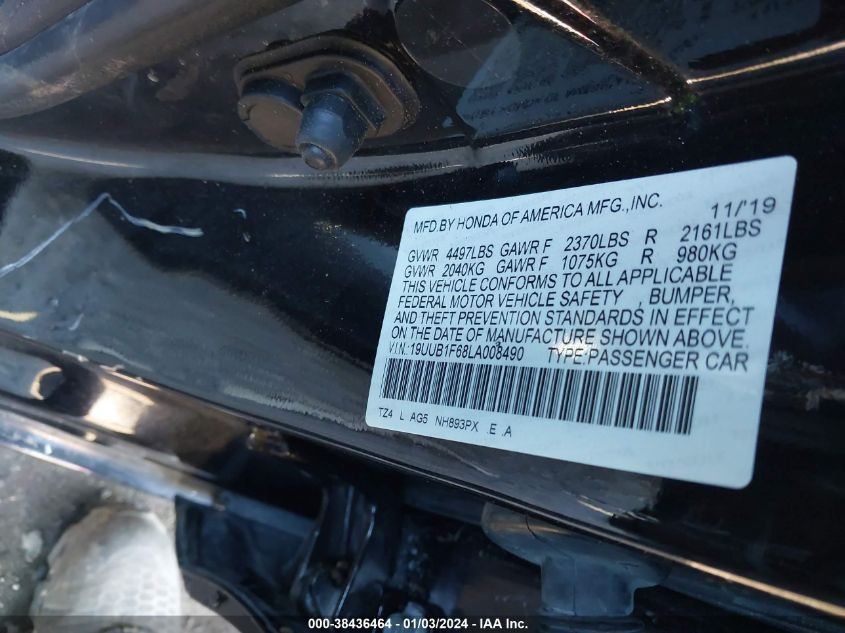 MFD.BY HONDA OF AMERICA MFG.,INC. 11/'19
GVWR 4497LBS GAWR F 2370LBS R 2161LBS
GVWR 2040KG GAWR F 1075KG R 980KG
THIS VEHICLE CONFORMS TO ALL APPLICABLE
FEDERAL MOTOR VEHICLE SAFETY , BUMPER,
AND THEFT PREVENTION STANDARDS IN EFFECT
ON THE DATE OF MANUFACTURE SHOWN ABOVE.
V.I.N.:19UUB1F68LA008490 TYPE:PASSENGER CAR
TZ4 L AG5 NH893PX .E .A
000-38436464 - 01/03/2024 - IAA Inc.